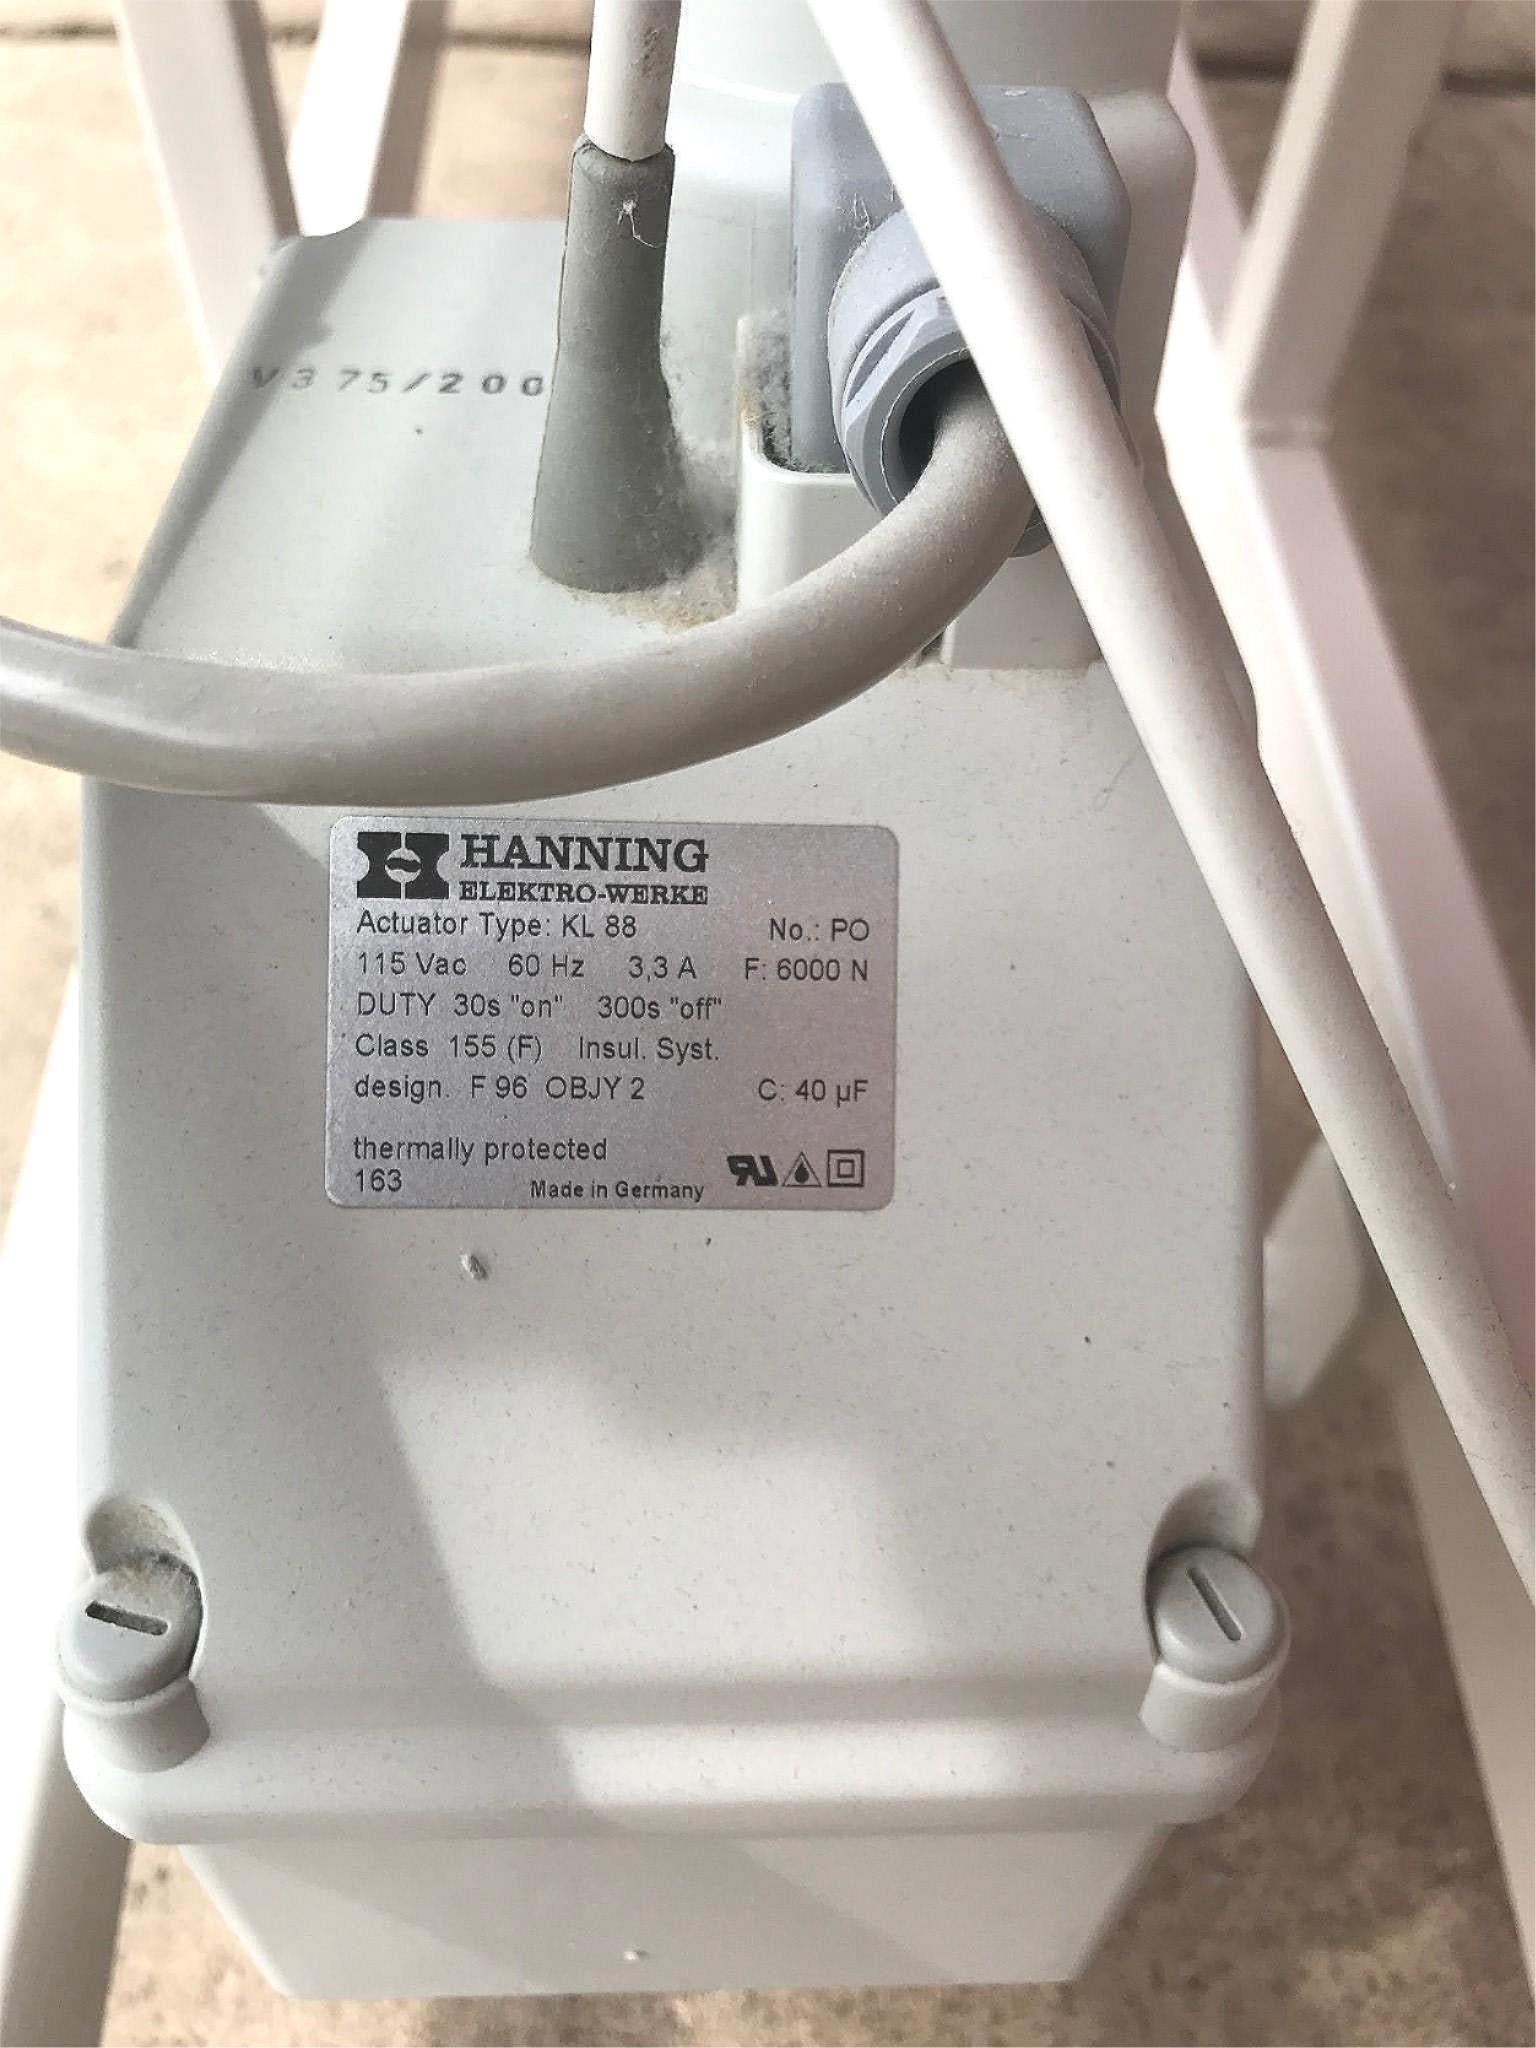 V375/200
HANNING
ELEKTRO-WERKE
Actuator Type: KL 88 No.: PO
115 Vac 60 Hz 3,3 A F: 6000 N
DUTY 30s "on" 300s "off"
Class 155 (F) Insul. Syst.
design. F 96 OBJY 2 C: 40 µF
thermally protected
163 Made in Germany